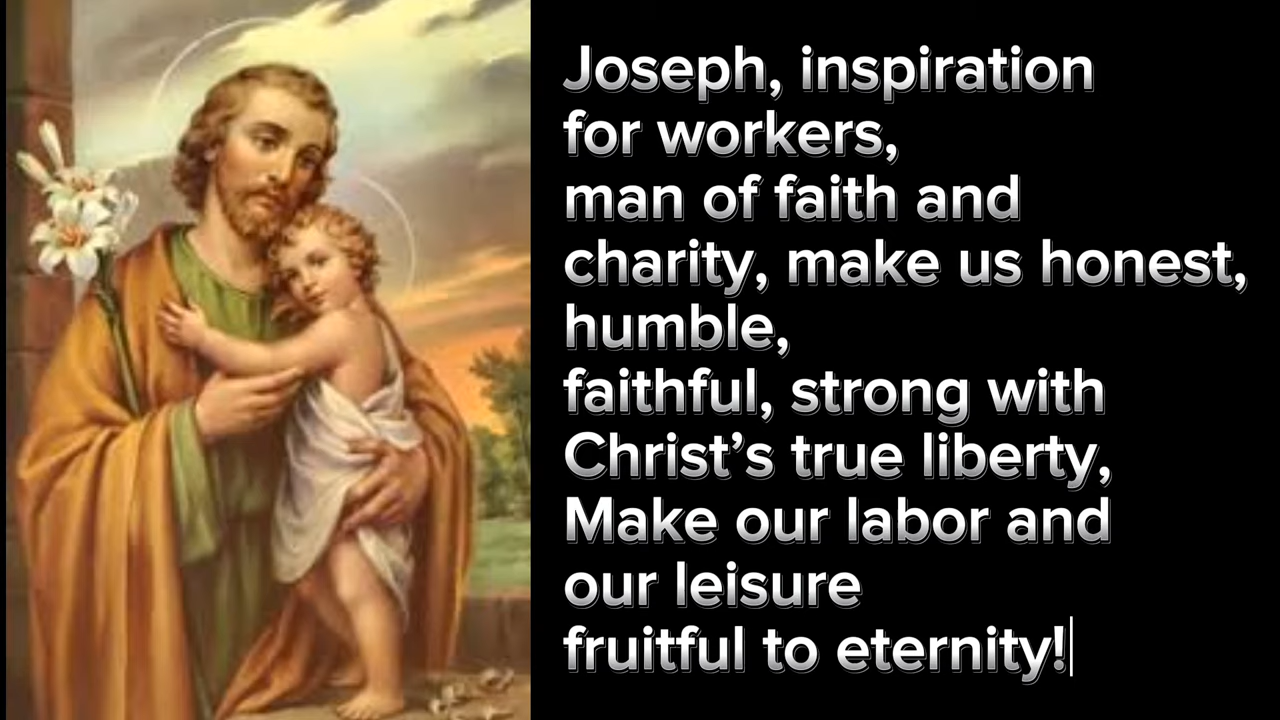 Joseph, inspiration
for workers,
man of faith and
charity, make us honest,
humble,
faithful, strong with
Christ’s true liberty,
Make our labor and
our leisure
fruitful to eternity!